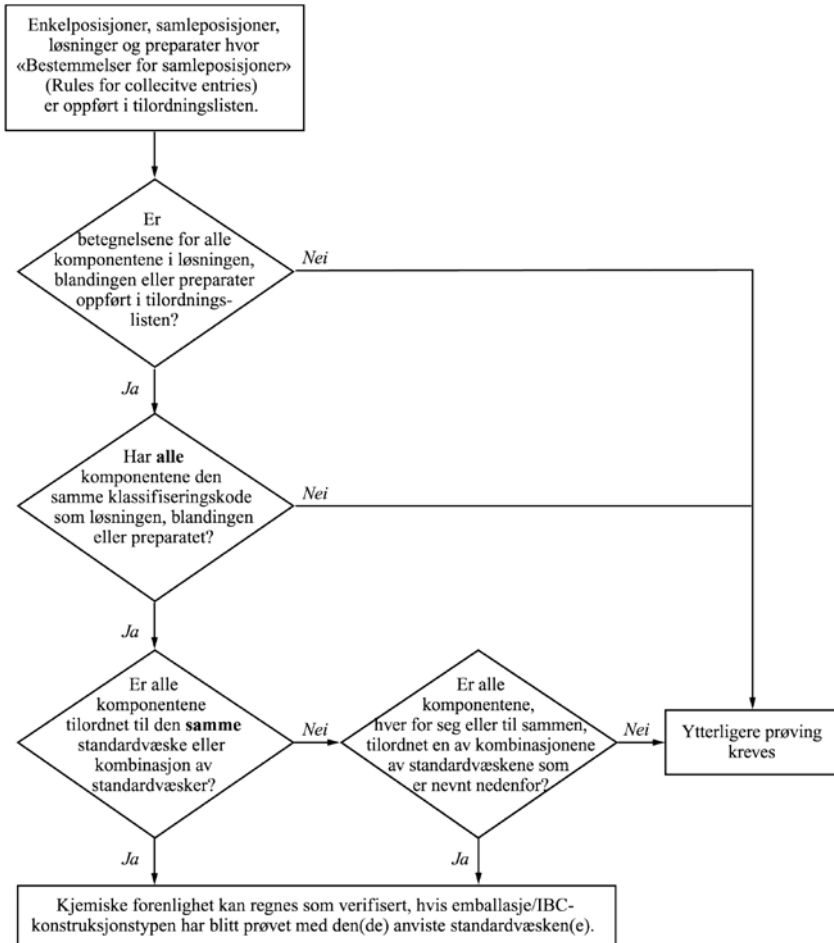 Enkelposisjoner, samleposisjoner,
løsninger og preparater hvor
«Bestemmelser for samleposisjoner»
(Rules for collecitve entries)
er oppført i tilordningslisten.
Er
betegnelsene for alle
komponentene i løsningen,
blandingen eller preparater
oppført i tilordnings-
listen?
Nei
Ja
Har alle
komponentene den
samme klassifiseringskode
som løsningen, blandingen
eller preparatet?
Nei
Ja
Er alle
komponentene
tilordnet til den samme
standardvæske eller
kombinasjon av
standardvæsker?
Nei
Er alle
komponentene,
hver for seg eller til sammen,
tilordnet en av kombinasjonene
av standardvæskene som
er nevnt nedenfor?
Nei
Ytterligere prøving
kreves
Ja
Ja
Kjemiske forenlighet kan regnes som verifisert, hvis emballasje/IBC-
konstruksjonstypen har blitt prøvet med den(de) anviste standardvæsken(e).